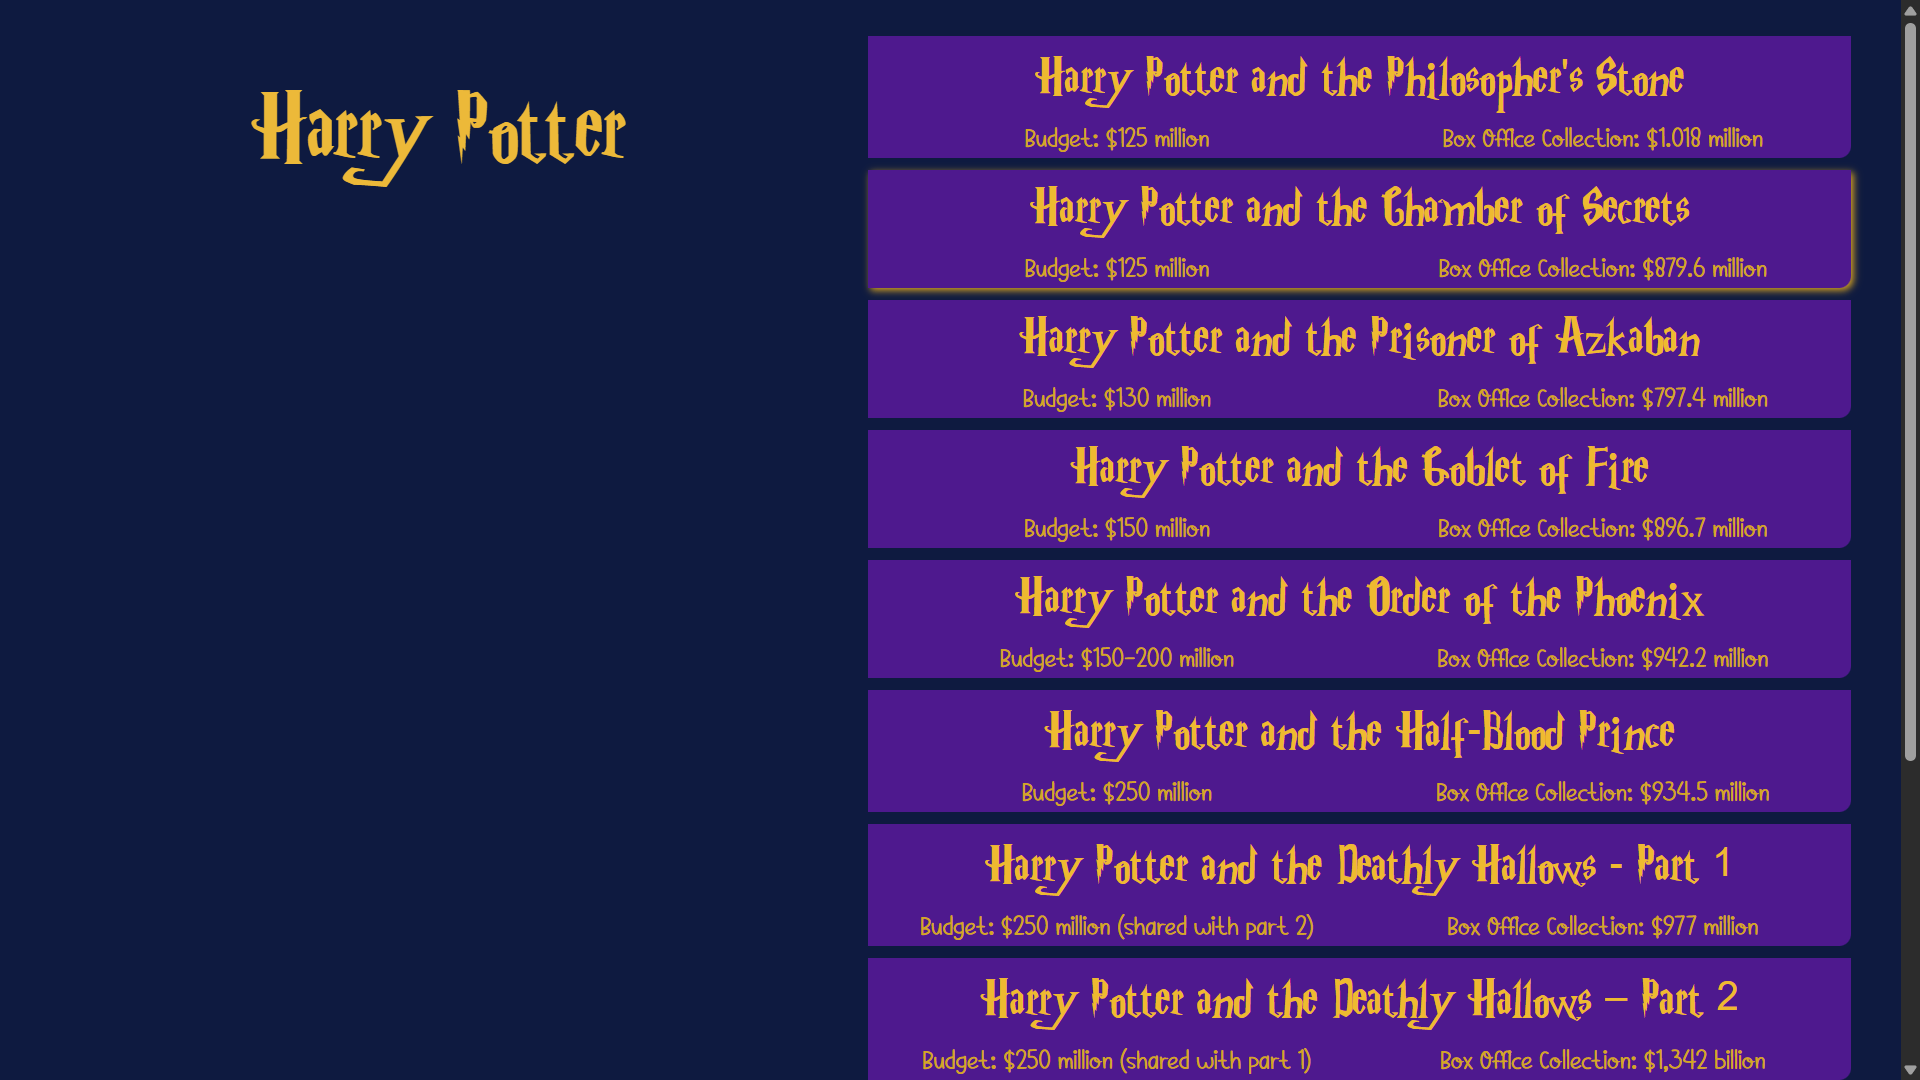 Harry Potter
Harry Potter and the Philosopher's Stone
Budget: $125 million Box Office Collection: $1.018 million
Harry Potter and the Chamber of Secrets
Budget: $125 million Box Office Collection: $879.6 million
Harry Potter and the Prisoner of Azkaban
Budget: $130 million Box Office Collection: $797.4 million
Harry Potter and the Goblet of Fire
Budget: $150 million Box Office Collection: $896.7 million
Harry Potter and the Order of the Phoenix
Budget: $150-200 million Box Office Collection: $942.2 million
Harry Potter and the Half-Blood Prince
Budget: $250 million Box Office Collection: $934.5 million
Harry Potter and the Deathly Hallows - Part 1
Budget: $250 million (shared with part 2) Box Office Collection: $977 million
Harry Potter and the Deathly Hallows – Part 2
Budget: $250 million (shared with part 1) Box Office Collection: $1,342 billion